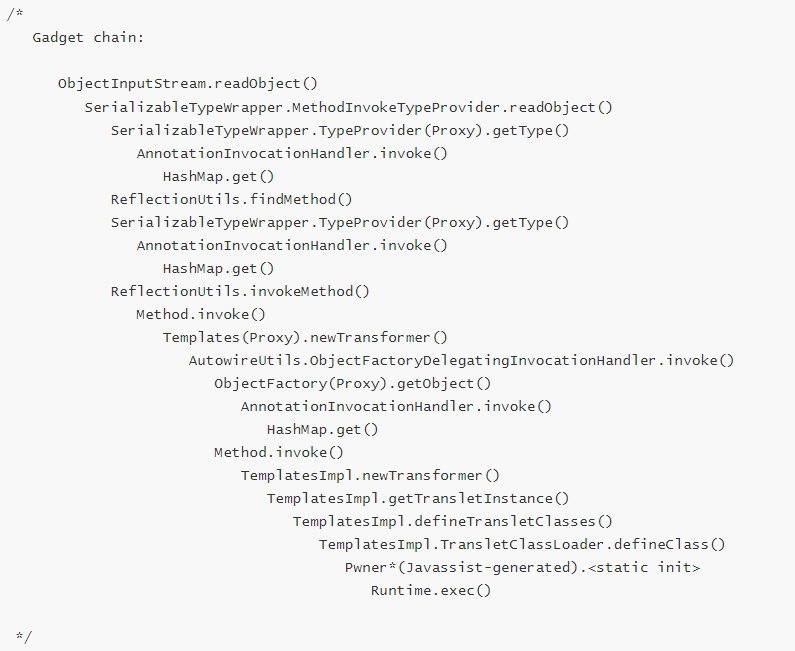 /*
Gadget chain:
ObjectInputStream.readObject()
SerializableTypeWrapper.MethodInvokeTypeProvider.readObject()
SerializableTypeWrapper.TypeProvider(Proxy).getType()
AnnotationInvocationHandler.invoke()
HashMap.get()
ReflectionUtils.findMethod()
SerializableTypeWrapper.TypeProvider(Proxy).getType()
AnnotationInvocationHandler.invoke()
HashMap.get()
ReflectionUtils.invokeMethod()
Method.invoke()
Templates(Proxy).newTransformer()
AutowireUtils.ObjectFactoryDelegatingInvocationHandler.invoke()
ObjectFactory(Proxy).getObject()
AnnotationInvocationHandler.invoke()
HashMap.get()
Method.invoke()
TemplatesImpl.newTransformer()
TemplatesImpl.getTransletInstance()
TemplatesImpl.defineTransletClasses()
TemplatesImpl.TransletClassLoader.defineClass()
Pwner*(Javassist-generated).<static init>
Runtime.exec()
*/